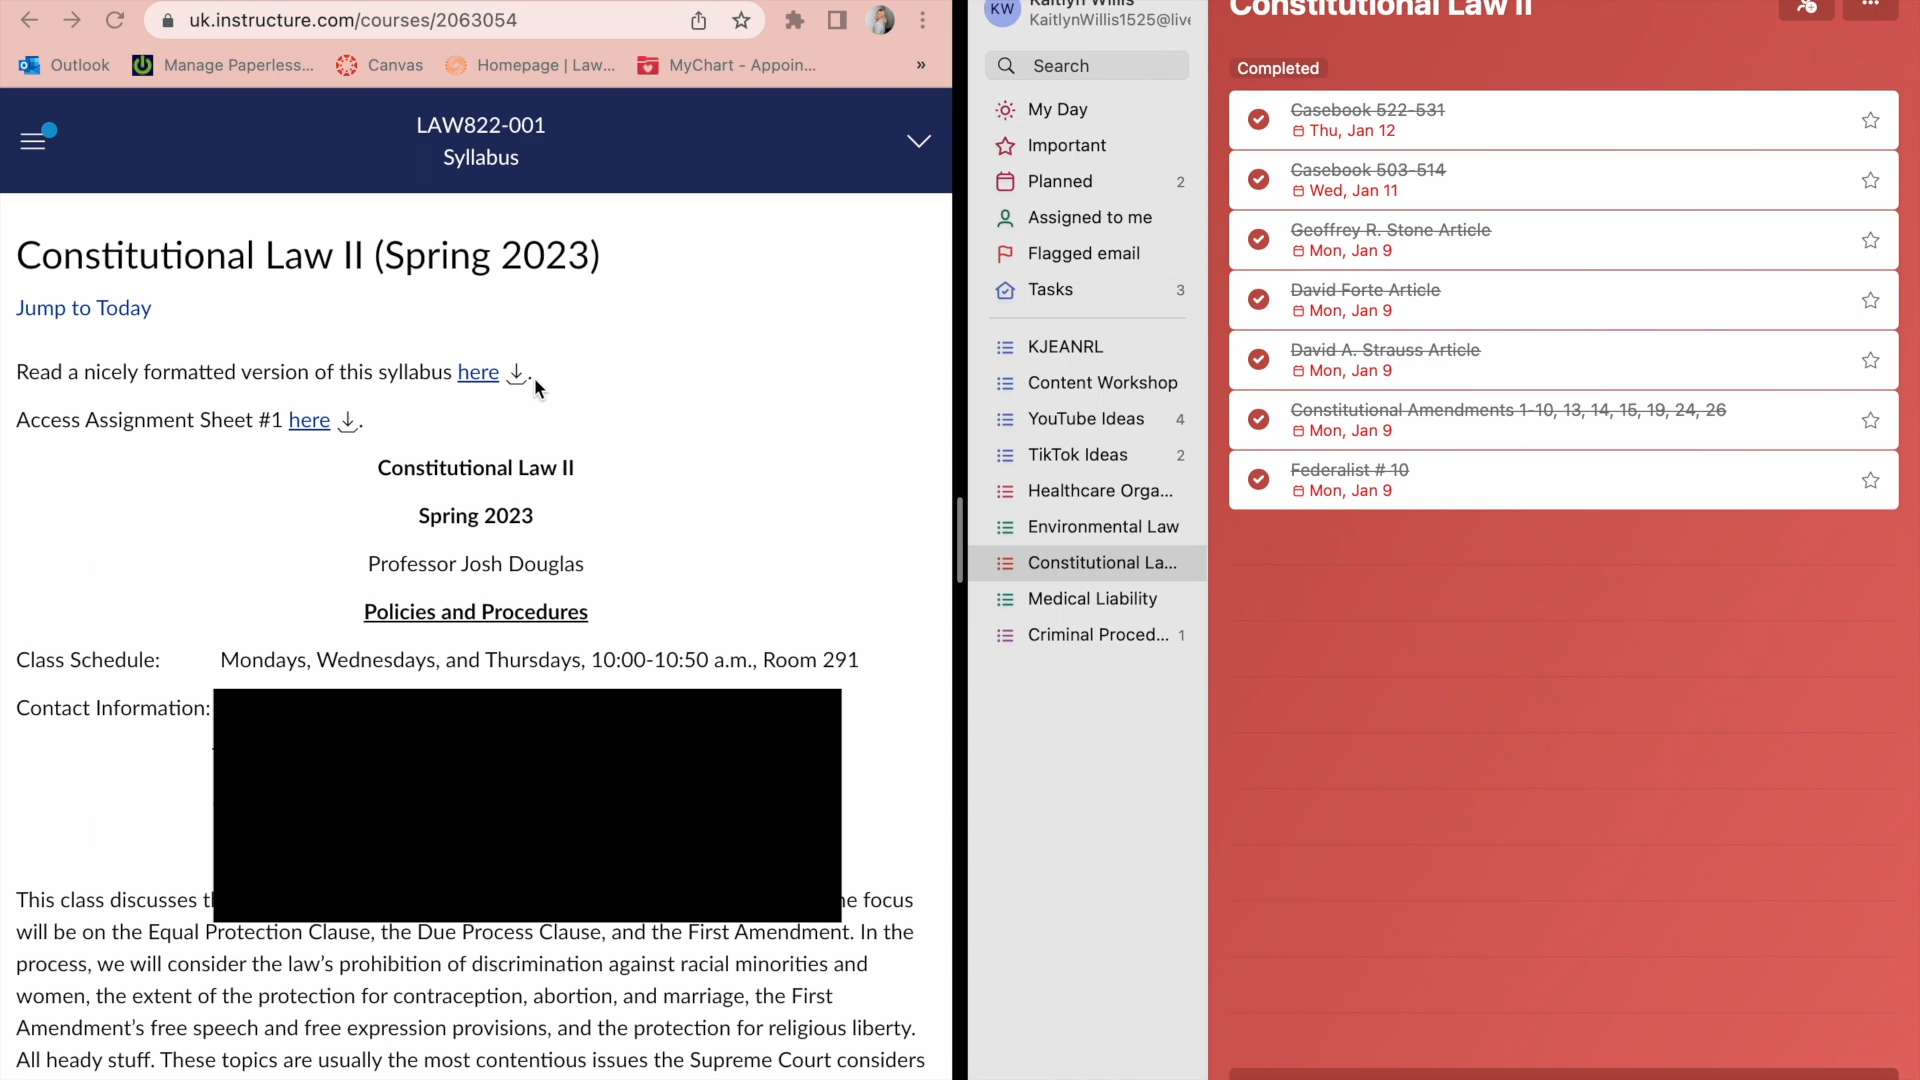 uk.instructure.com/courses/2063054
Outlook
Manage Paperless...
Canvas
Homepage | Law...
MyChart - Appoin...
»
LAW822-001
Syllabus
Constitutional Law II (Spring 2023)
Jump to Today
Read a nicely formatted version of this syllabus here .
Access Assignment Sheet #1 here .
Constitutional Law II
Spring 2023
Professor Josh Douglas
Policies and Procedures
Class Schedule: Mondays, Wednesdays, and Thursdays, 10:00-10:50 a.m., Room 291
Contact Information:
This class discusses focus
will be on the Equal Protection Clause, the Due Process Clause, and the First Amendment. In the
process, we will consider the law's prohibition of discrimination against racial minorities and
women, the extent of the protection for contraception, abortion, and marriage, the First
Amendment's free speech and free expression provisions, and the protection for religious liberty.
All heady stuff. These topics are usually the most contentious issues the Supreme Court considers
KW
Kaitlyn Willis
KaitlynWillis1525@live
Search
My Day
Important
Planned 2
Assigned to me
Flagged email
Tasks 3
KJEANRL
Content Workshop
YouTube Ideas 4
TikTok Ideas 2
Healthcare Orga...
Environmental Law
Constitutional La...
Medical Liability
Criminal Proced... 1
Constitutional Law II
Completed
Casebook 522-531
Thu, Jan 12
Casebook 503-514
Wed, Jan 11
Geoffrey R. Stone Article
Mon, Jan 9
David Forte Article
Mon, Jan 9
David A. Strauss Article
Mon, Jan 9
Constitutional Amendments 1-10, 13, 14, 15, 19, 24, 26
Mon, Jan 9
Federalist # 10
Mon, Jan 9